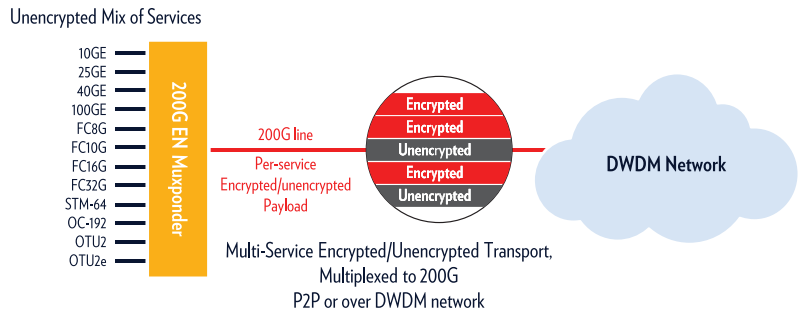 Unencrypted Mix of Services
10GE
25GE
40GE
100GE
FC8G
FC10G
FC16G
FC32G
STM-64
OC-192
OTU2
OTU2e
200G EN Muxponder
200G line
Per-service
Encrypted/unencrypted
Payload
Encrypted
Encrypted
Unencrypted
Encrypted
Unencrypted
DWDM Network
Multi-Service Encrypted/Unencrypted Transport,
Multiplexed to 200G
P2P or over DWDM network